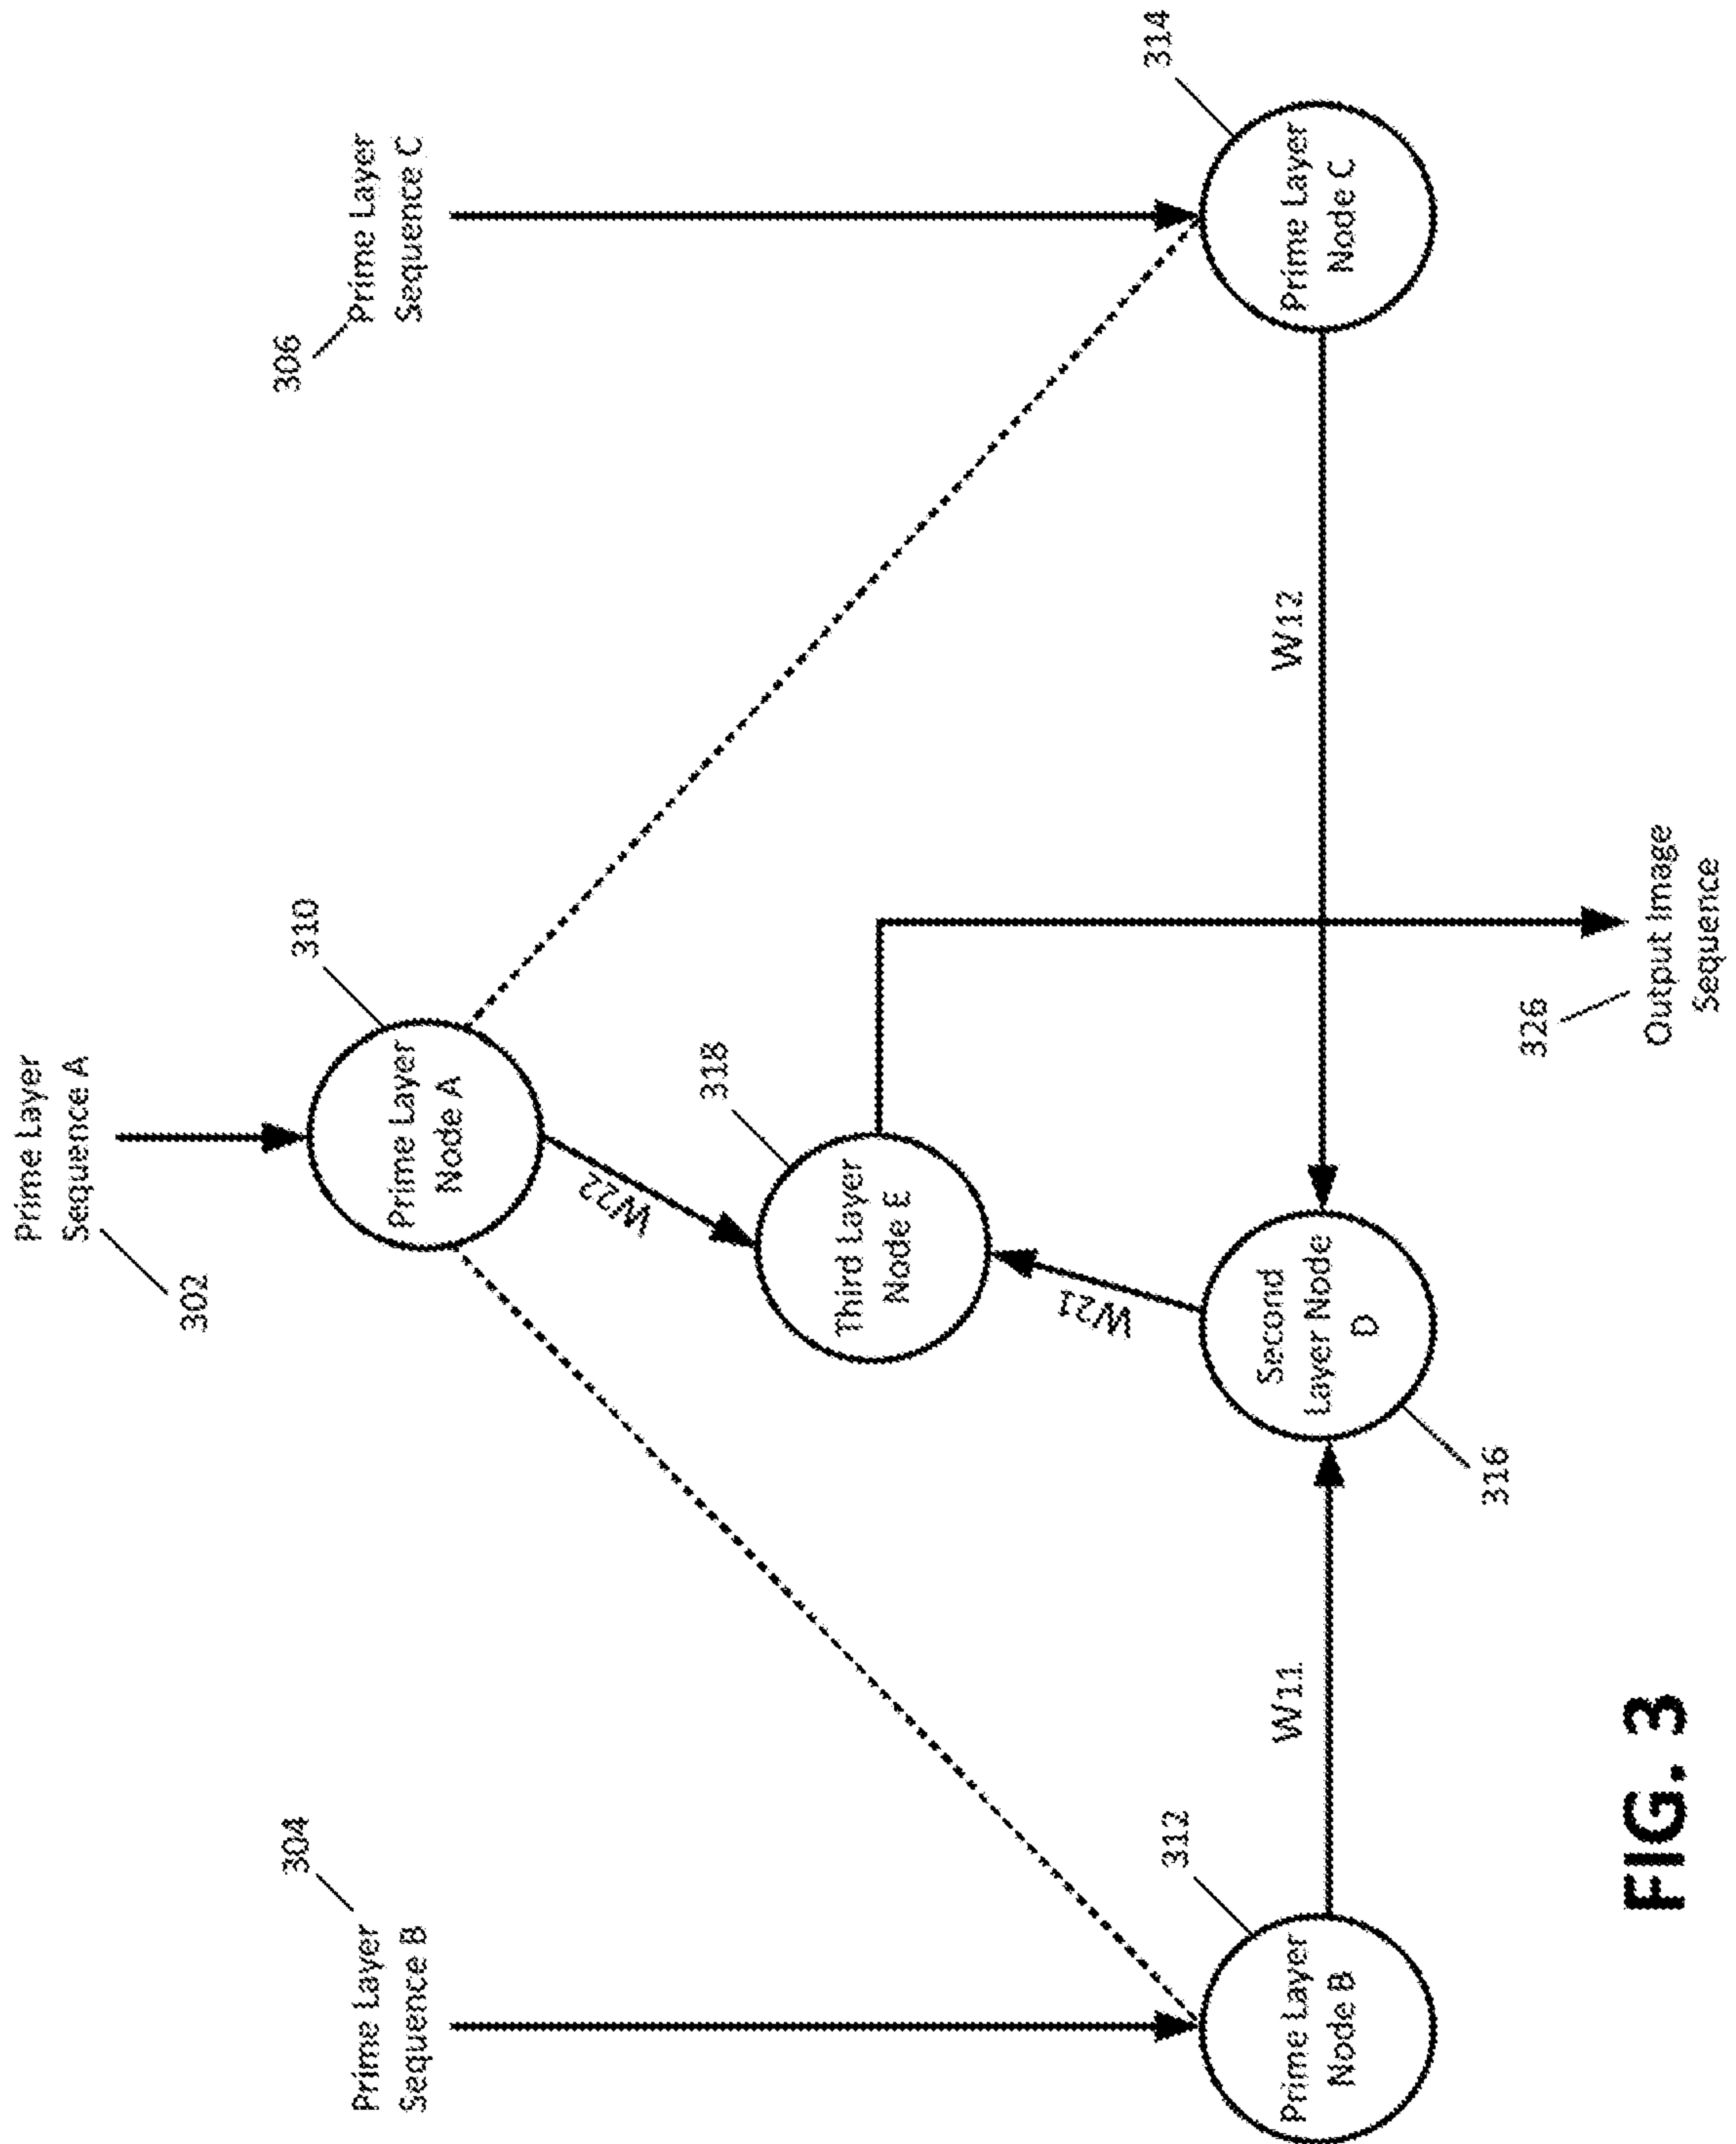 Prime Layer
Sequence A
302
304
Prime Layer
Sequence B
306
Prime Layer
Sequence C
310
Prime Layer
Node A
W22
318
Third Layer
Node E
W21
312
Prime Layer
Node B
W11
Second
Layer Node
D
316
W12
314
Prime Layer
Node C
326
Output Image
Sequence
FIG. 3